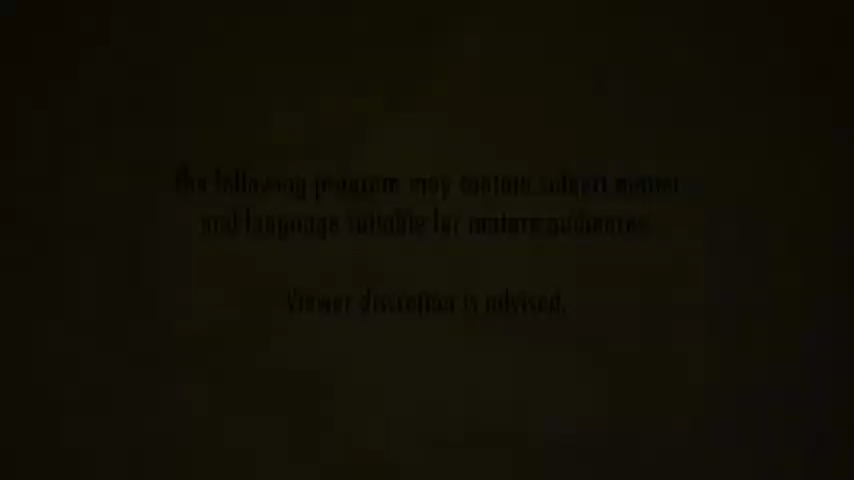 The following program may contain subject matter
and language suitable for mature audiences.
Viewer discretion is advised.